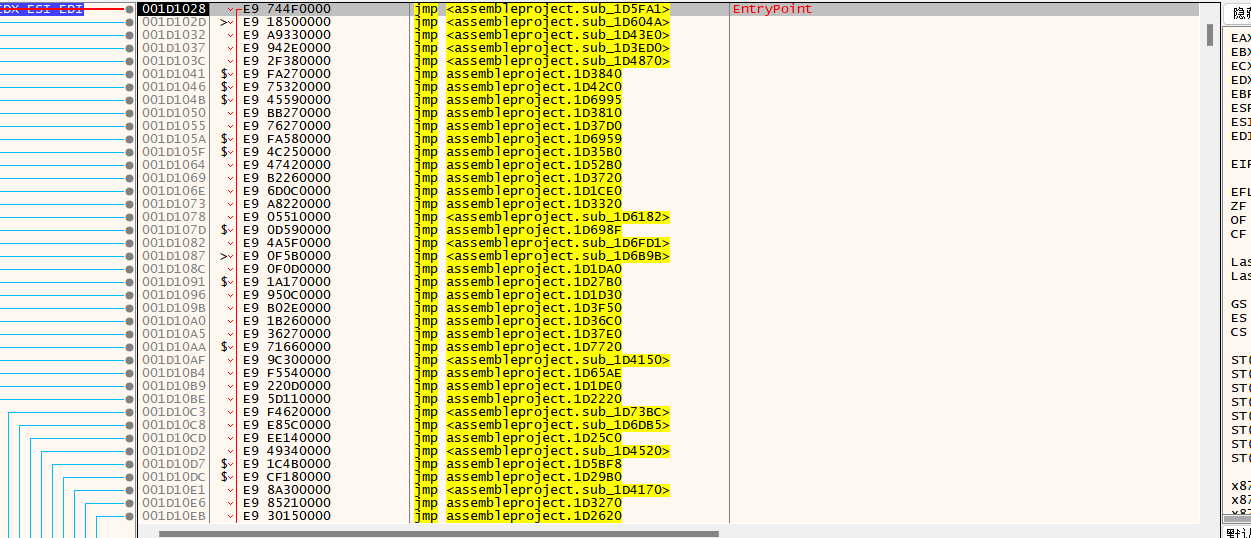 EDX ESI EDI
001D1028 E9 744F0000 jmp <assembleproject.sub_1D5FA1> EntryPoint
001D102D > E9 18500000 jmp <assembleproject.sub_1D604A>
001D1032 E9 A9330000 jmp <assembleproject.sub_1D43E0>
001D1037 E9 942E0000 jmp <assembleproject.sub_1D3ED0>
001D103C E9 2F380000 jmp <assembleproject.sub_1D4870>
001D1041 $ E9 FA270000 jmp assembleproject.1D3840
001D1046 $ E9 75320000 jmp assembleproject.1D42C0
001D104B $ E9 45590000 jmp assembleproject.1D6995
001D1050 E9 BB270000 jmp assembleproject.1D3810
001D1055 E9 76270000 jmp assembleproject.1D37D0
001D105A $ E9 FA580000 jmp assembleproject.1D6959
001D105F $ E9 4C250000 jmp assembleproject.1D35B0
001D1064 E9 47420000 jmp assembleproject.1D52B0
001D1069 E9 B2260000 jmp assembleproject.1D3720
001D106E E9 6D0C0000 jmp assembleproject.1D1CE0
001D1073 E9 A8220000 jmp assembleproject.1D3320
001D1078 E9 05510000 jmp <assembleproject.sub_1D6182>
001D107D $ E9 0D590000 jmp assembleproject.1D698F
001D1082 E9 4A5F0000 jmp <assembleproject.sub_1D6FD1>
001D1087 > E9 0F5B0000 jmp <assembleproject.sub_1D6B9B>
001D108C E9 0F0D0000 jmp assembleproject.1D1DA0
001D1091 $ E9 1A170000 jmp assembleproject.1D27B0
001D1096 E9 950C0000 jmp assembleproject.1D1D30
001D109B E9 B02E0000 jmp assembleproject.1D3F50
001D10A0 E9 1B260000 jmp assembleproject.1D36C0
001D10A5 E9 36270000 jmp assembleproject.1D37E0
001D10AA $ E9 71660000 jmp assembleproject.1D7720
001D10AF E9 9C300000 jmp <assembleproject.sub_1D4150>
001D10B4 E9 F5540000 jmp assembleproject.1D65AE
001D10B9 E9 220D0000 jmp assembleproject.1D1DE0
001D10BE E9 5D110000 jmp assembleproject.1D2220
001D10C3 E9 F4620000 jmp <assembleproject.sub_1D73BC>
001D10C8 E9 E85C0000 jmp <assembleproject.sub_1D6DB5>
001D10CD E9 EE140000 jmp assembleproject.1D25C0
001D10D2 E9 49340000 jmp <assembleproject.sub_1D4520>
001D10D7 $ E9 1C4B0000 jmp assembleproject.1D5BF8
001D10DC $ E9 CF180000 jmp assembleproject.1D29B0
001D10E1 E9 8A300000 jmp <assembleproject.sub_1D4170>
001D10E6 E9 85210000 jmp assembleproject.1D3270
001D10EB E9 30150000 jmp assembleproject.1D2620
隐
EAX
EBX
ECX
EDX
EBP
ESP
ESI
EDI
EIP
EFL
ZF
OF
CF
Las
Las
GS
ES
CS
ST(
ST(
ST(
ST(
ST(
ST(
ST(
ST(
x87
x87
默认